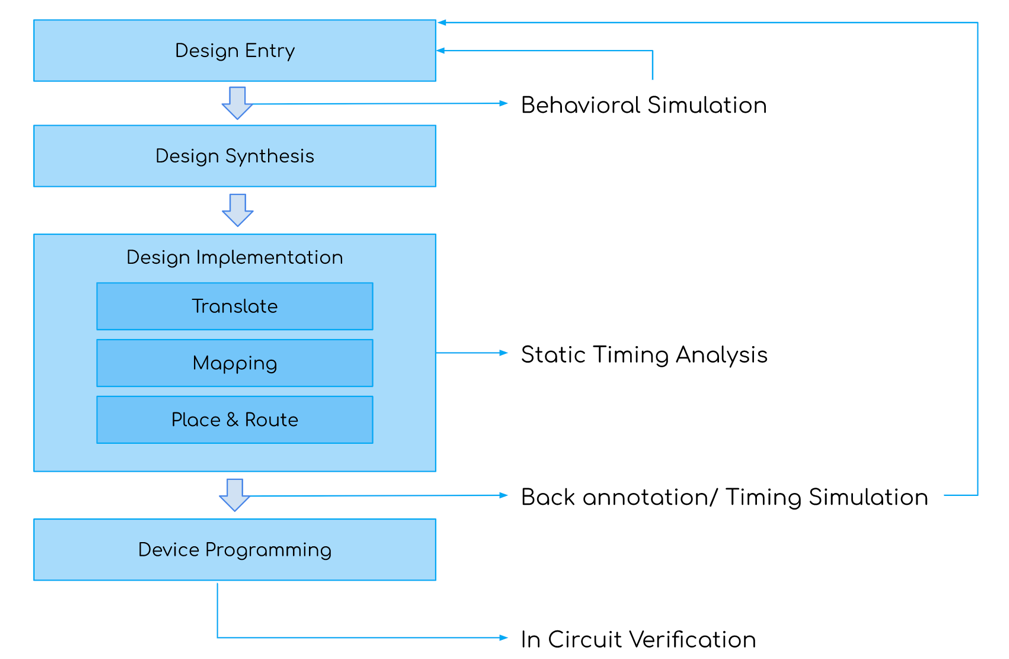 Design Entry
Behavioral Simulation
Design Synthesis
Design Implementation
Translate
Mapping
Place & Route
Static Timing Analysis
Back annotation/ Timing Simulation
Device Programming
In Circuit Verification